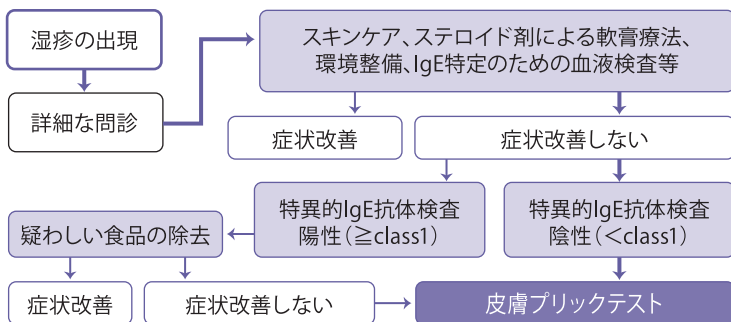 湿疹の出現
スキンケア、ステロイド剤による軟膏療法、
環境整備、IgE特定のための血液検査等
詳細な問診
症状改善
症状改善しない
特異的IgE抗体検査
陽性（≧class1）
特異的IgE抗体検査
陰性（＜class1）
疑わしい食品の除去
症状改善
症状改善しない
皮膚プリックテスト